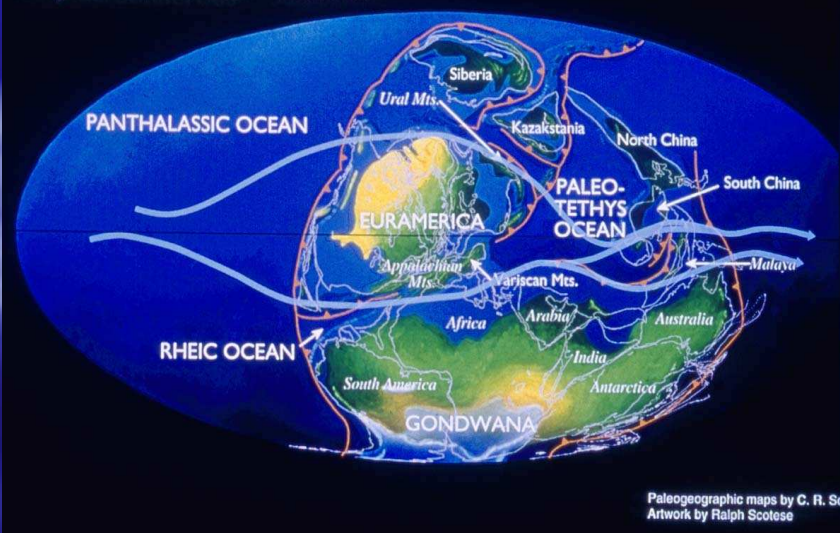 Siberia
Ural Mts.
PANTHALASSIC OCEAN
Kazakstania
North China
PALEO-
TETHYS
OCEAN
South China
EURAMERICA
Appalachian
Mts.
Variscan Mts.
Malaya
RHEIC OCEAN
Africa
Arabia
Australia
India
South America
Antarctica
GONDWANA
Paleogeographic maps by C. R. Sc
Artwork by Ralph Scotese